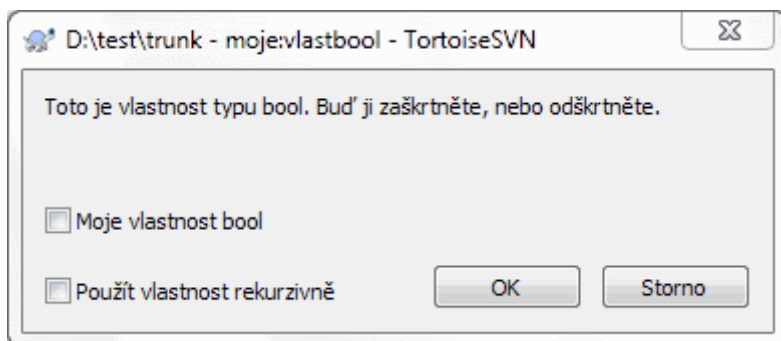 D:\test\trunk - moje:vlastbool - TortoiseSVN
Toto je vlastnost typu bool. Buď ji zaškrtněte, nebo odškrtněte.
Moje vlastnost bool
Použít vlastnost rekurzivně
OK
Storno